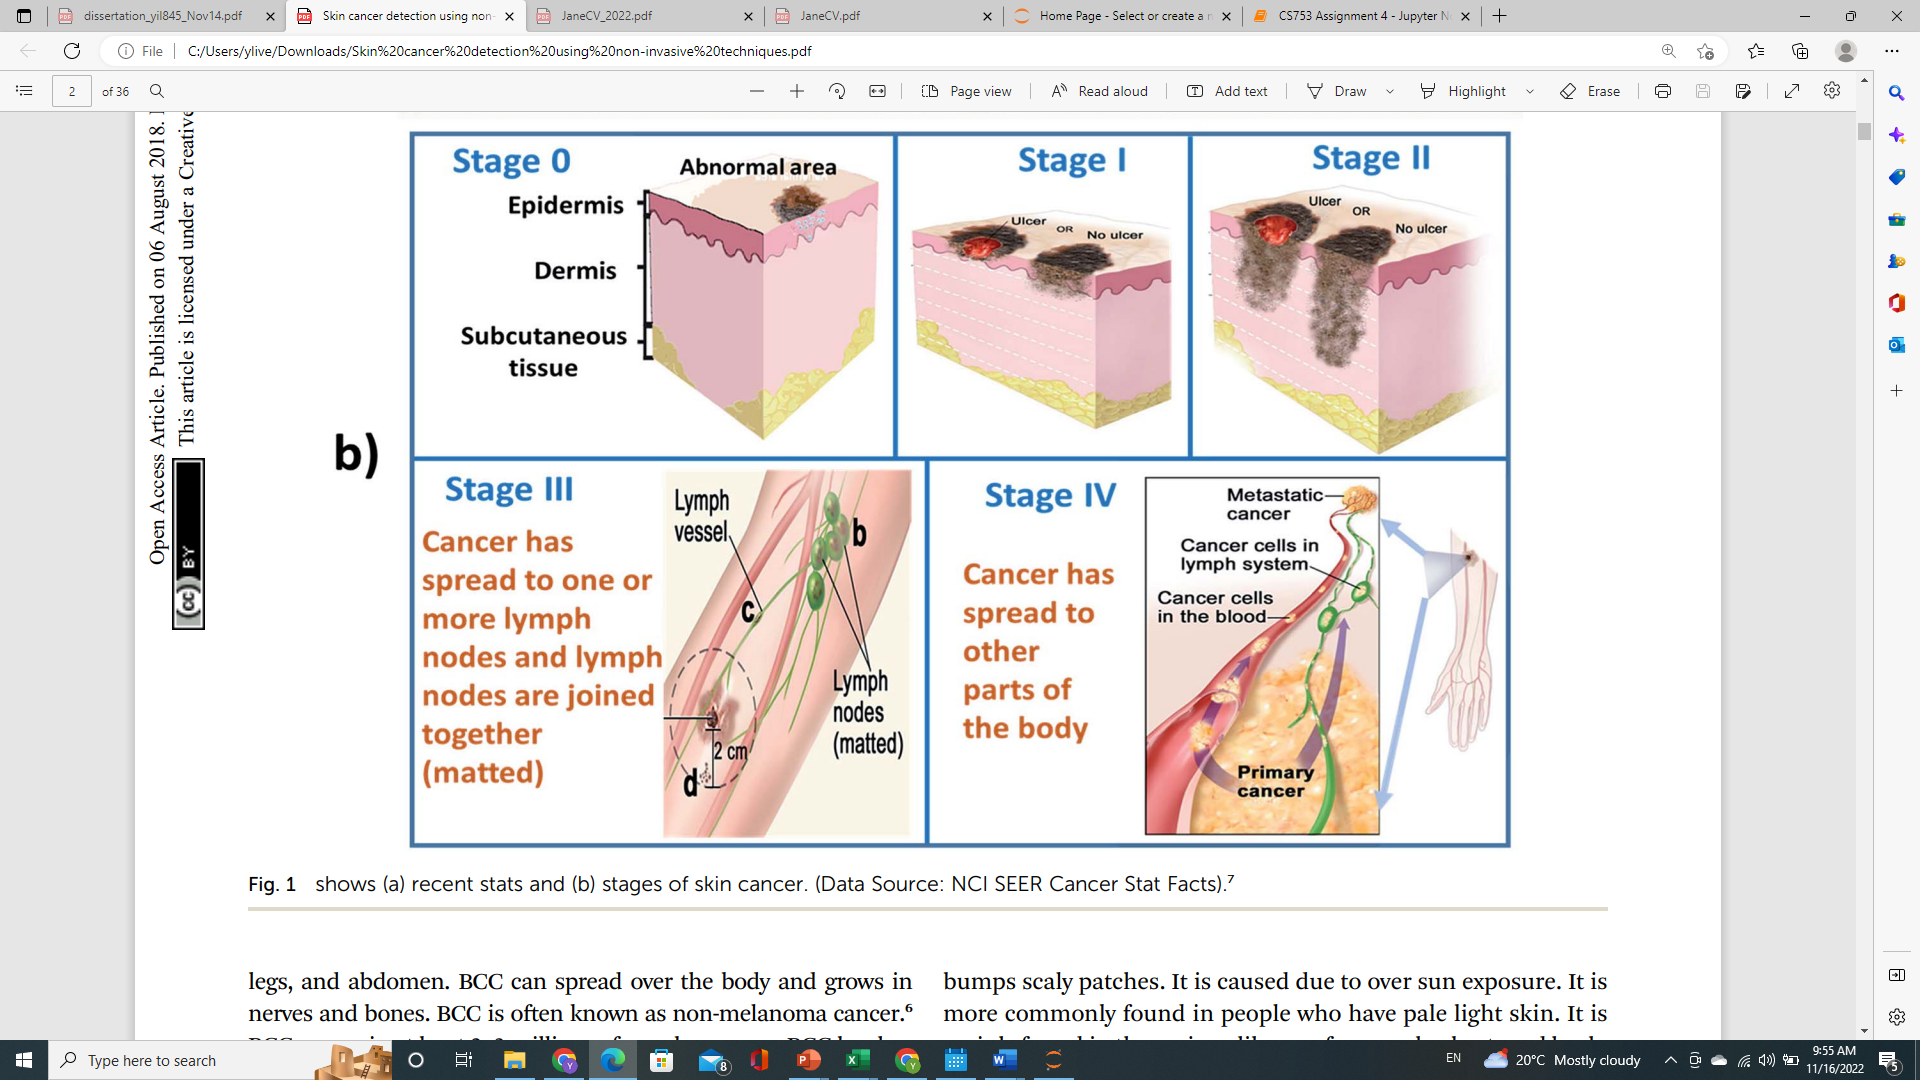 dissertation_yil845_Nov14.pdf
Skin cancer detection using non-
JaneCV_2022.pdf
JaneCV.pdf
Home Page - Select or create a n
CS753 Assignment 4 - Jupyter N
File
C:/Users/ylive/Downloads/Skin%20cancer%20detection%20using%20non-invasive%20techniques.pdf
2
of 36
Page view
Read aloud
Add text
Draw
Highlight
Erase
Open Access Article. Published on 06 August 2018.
This article is licensed under a Creative
(cc) BY
b)
Stage 0
Abnormal area
Epidermis
Dermis
Subcutaneous
tissue
Stage I
Ulcer
OR
No ulcer
Stage II
Ulcer
OR
No ulcer
Stage III
Cancer has
spread to one or
more lymph
nodes and lymph
nodes are joined
together
(matted)
Lymph
vessel
b
c
Lymph
nodes
(matted)
2 cm
d
Stage IV
Cancer has
spread to
other
parts of
the body
Metastatic
cancer
Cancer cells in
lymph system
Cancer cells
in the blood
Primary
cancer
Fig. 1 shows (a) recent stats and (b) stages of skin cancer. (Data Source: NCI SEER Cancer Stat Facts).7
legs, and abdomen. BCC can spread over the body and grows in
nerves and bones. BCC is often known as non-melanoma cancer.6
bumps scaly patches. It is caused due to over sun exposure. It is
more commonly found in people who have pale light skin. It is
Type here to search
8
EN
20°C Mostly cloudy
9:55 AM
11/16/2022
5